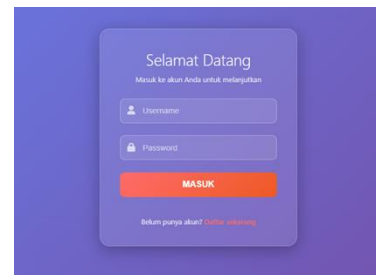 Selamat Datang
Masuk ke akun Anda untuk melanjutkan
Username
Password
MASUK
Belum punya akun? Daftar sekarang